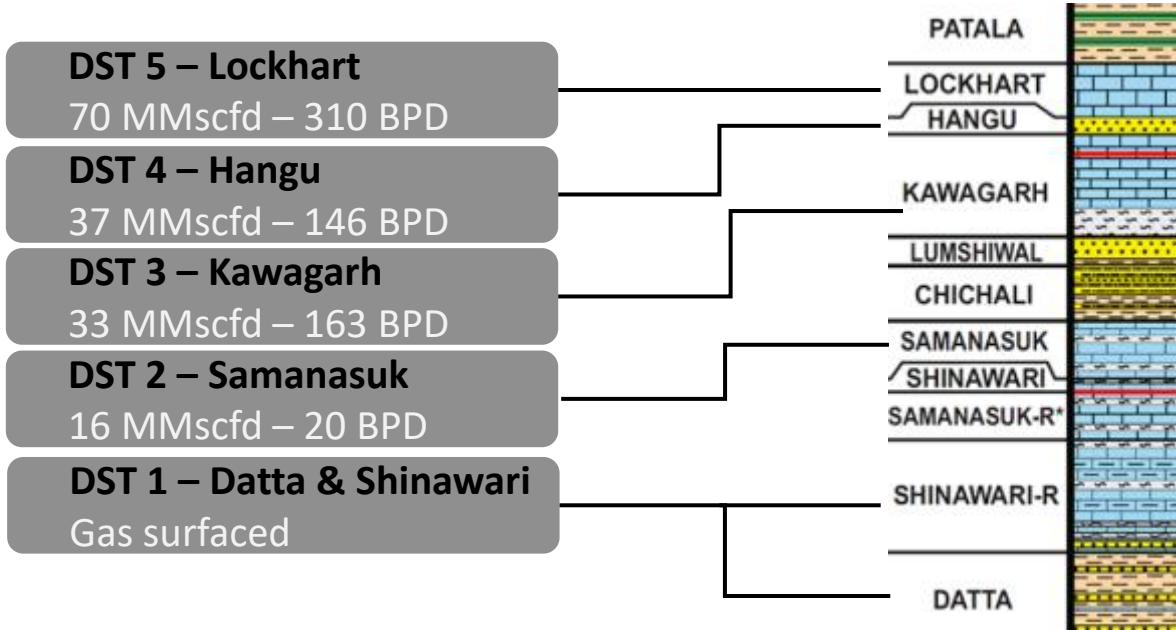 DST 5 – Lockhart
70 MMscfd – 310 BPD
DST 4 – Hangu
37 MMscfd – 146 BPD
DST 3 – Kawagarh
33 MMscfd – 163 BPD
DST 2 – Samanasuk
16 MMscfd – 20 BPD
DST 1 – Datta & Shinawari
Gas surfaced
PATALA
LOCKHART
HANGU
KAWAGARH
LUMSHIWAL
CHICHALI
SAMANASUK
SHINAWARI
SAMANASUK-R*
SHINAWARI-R
DATTA